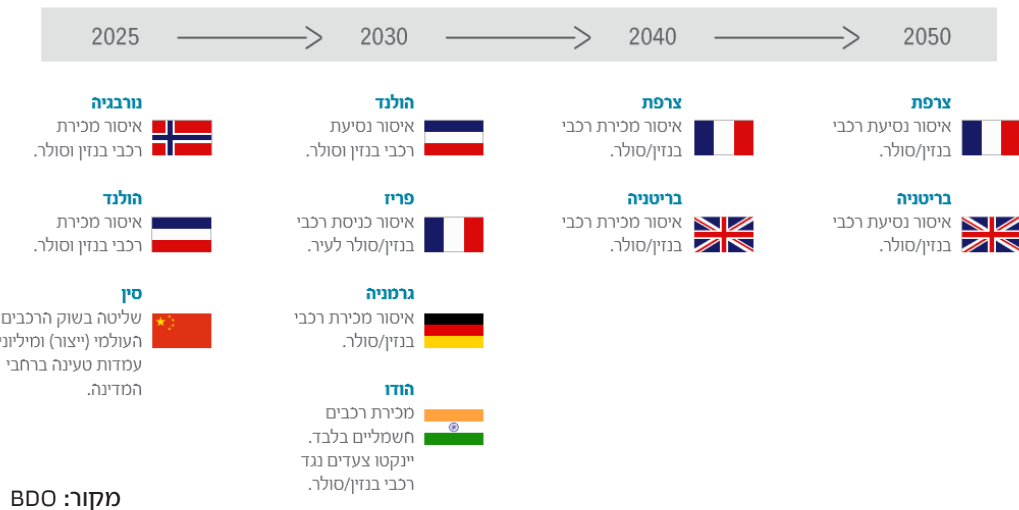 2025 2030 2040 2050
נורבגיה
איסור מכירת
רכבי בנזין וסולר.
הולנד
איסור מכירת
רכבי בנזין וסולר.
סין
שליטה בשוק הרכבים
העולמי (ייצור) ומיליוני
עמדות טעינה ברחבי
המדינה.
הולנד
איסור נסיעת
רכבי בנזין וסולר.
פריז
איסור כניסת רכבי
בנזין/סולר לעיר.
גרמניה
איסור מכירת רכבי
בנזין/סולר.
הודו
מכירת רכבים
חשמליים בלבד.
יינקטו צעדים נגד
רכבי בנזין/סולר.
צרפת
איסור מכירת רכבי
בנזין/סולר.
בריטניה
איסור מכירת רכבי
בנזין/סולר.
צרפת
איסור נסיעת רכבי
בנזין/סולר.
בריטניה
איסור נסיעת רכבי
בנזין/סולר.
מקור: BDO